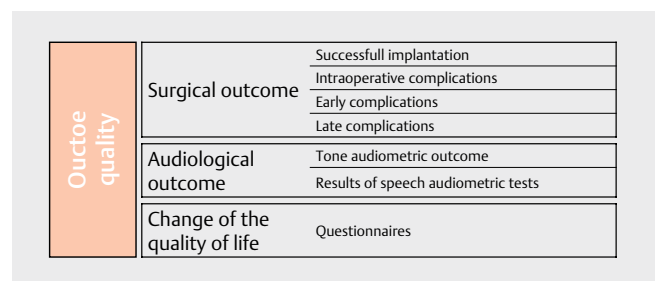 Ouctoe
quality
Surgical outcome
Successfull implantation
Intraoperative complications
Early complications
Late complications
Audiological
outcome
Tone audiometric outcome
Results of speech audiometric tests
Change of the
quality of life
Questionnaires